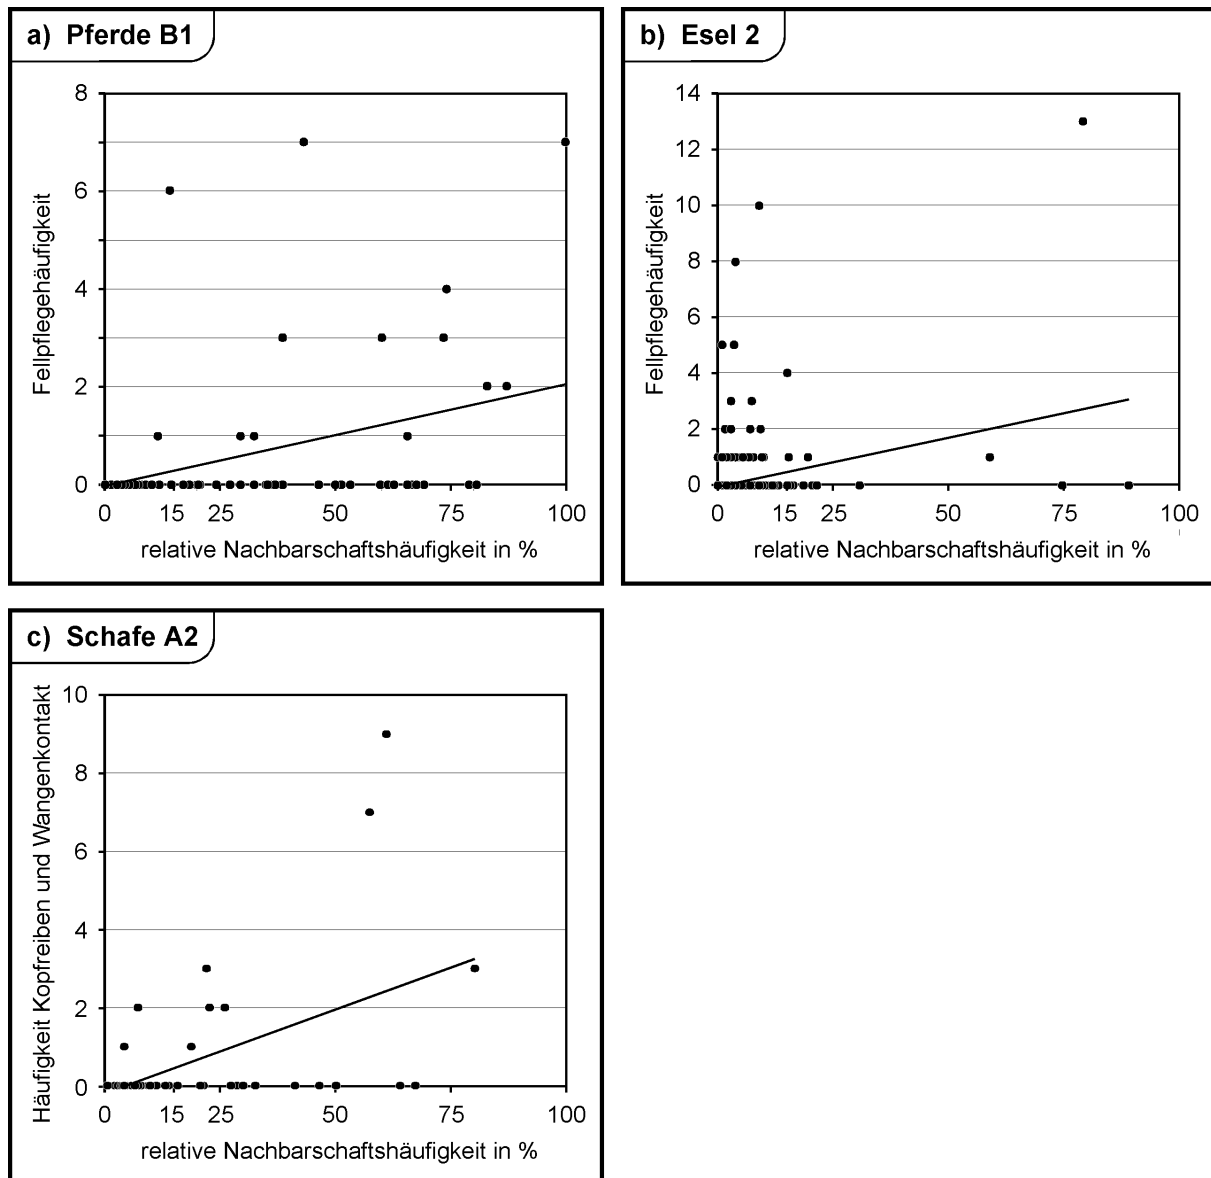 a) Pferde B1
8
6
4
2
0
Fellpflegehäufigkeit
0 15 25 50 75 100
relative Nachbarschaftshäufigkeit in %
b) Esel 2
14
12
10
8
6
4
2
0
Fellpflegehäufigkeit
0 15 25 50 75 100
relative Nachbarschaftshäufigkeit in %
c) Schafe A2
10
8
6
4
2
0
Häufigkeit Kopfreiben und Wangenkontakt
0 15 25 50 75 100
relative Nachbarschaftshäufigkeit in %